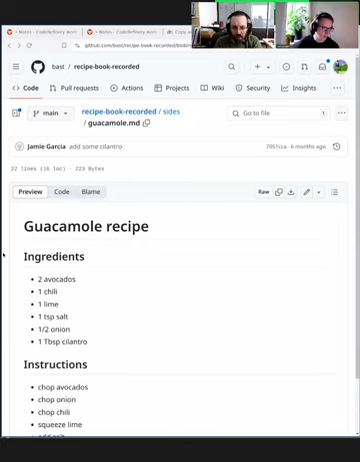 Notes - CodeRefinery work
Notes - CodeRefinery work
Copy a
github.com/bast/recipe-book-recorded/blob/m
bast / recipe-book-recorded
Code
Pull requests
Actions
Projects
Wiki
Security
Insights
main
recipe-book-recorded / sides
/ guacamole.md
Go to file
t
Jamie Garcia add some cilantro
7051cca · 6 months ago
22 lines (16 loc) · 223 Bytes
Preview
Code
Blame
Raw
Guacamole recipe
Ingredients
• 2 avocados
• 1 chili
• 1 lime
• 1 tsp salt
• 1/2 onion
• 1 Tbsp cilantro
Instructions
• chop avocados
• chop onion
• chop chili
• squeeze lime
• add salt